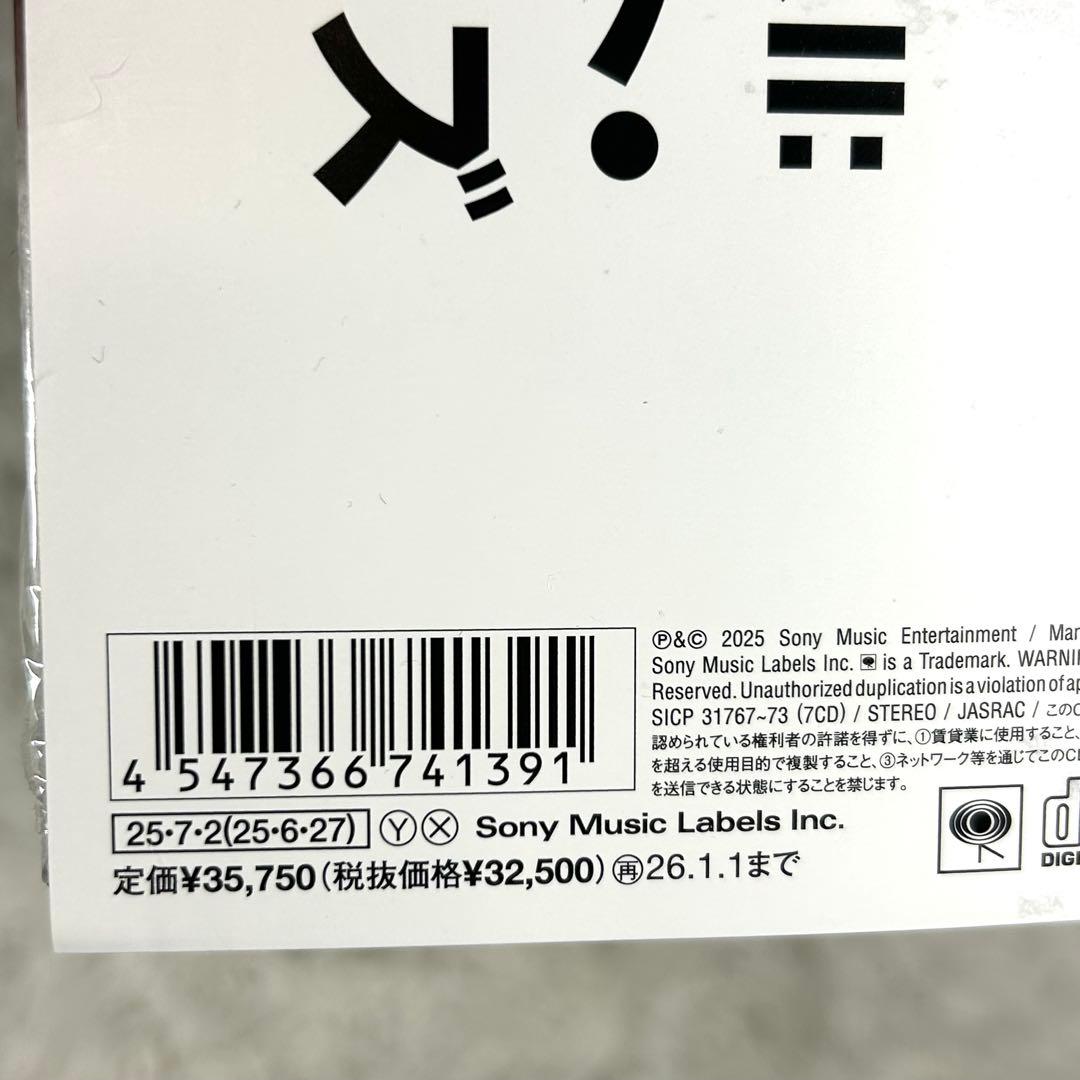 ズ
4 547366 741391
25・7・2(25・6・27) Ⓨ Ⓧ Sony Music Labels Inc.
定価¥35,750(税抜価格¥32,500) ㊢26.1.1まで
Ⓟ&© 2025 Sony Music Entertainment / 
Sony Music Labels Inc. is a Trademark. 
Reserved. Unauthorized duplication is a violation of
SICP 31767~73 (7CD) / STEREO / JASRAC / この
認められている権利者の許諾を得ずに、①賃貸業に使用すること、
を超える使用目的で複製すること、③ネットワーク等を通じてこの
を送信できる状態にすることを禁じます。